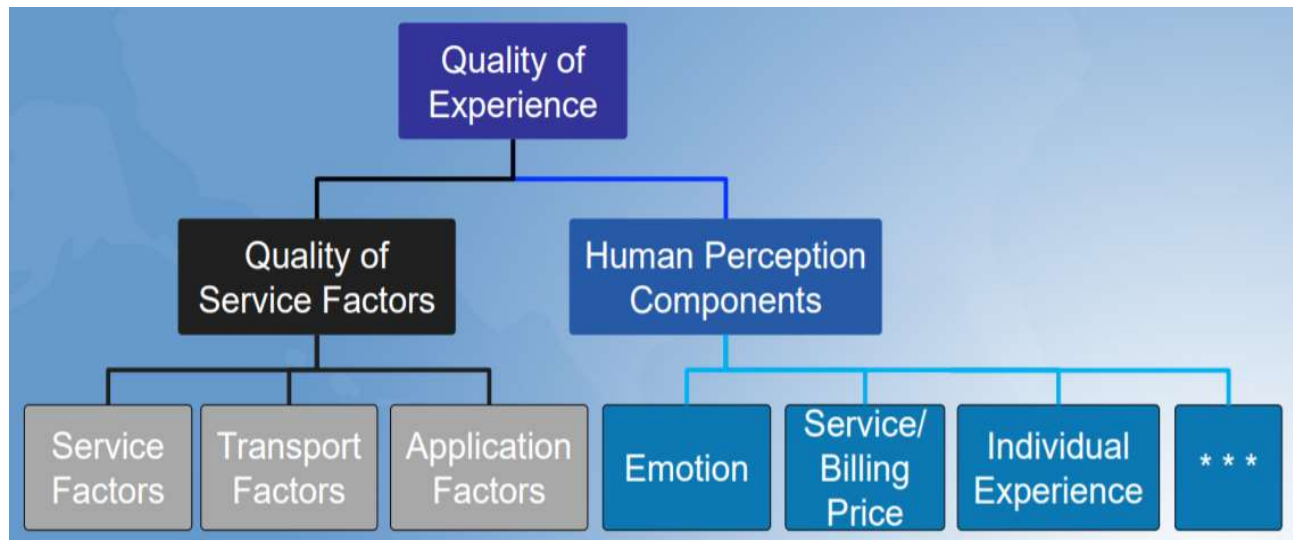 Quality of
Experience
Quality of
Service Factors
Human Perception
Components
Service
Factors
Transport
Factors
Application
Factors
Emotion
Service/
Billing
Price
Individual
Experience
* * *